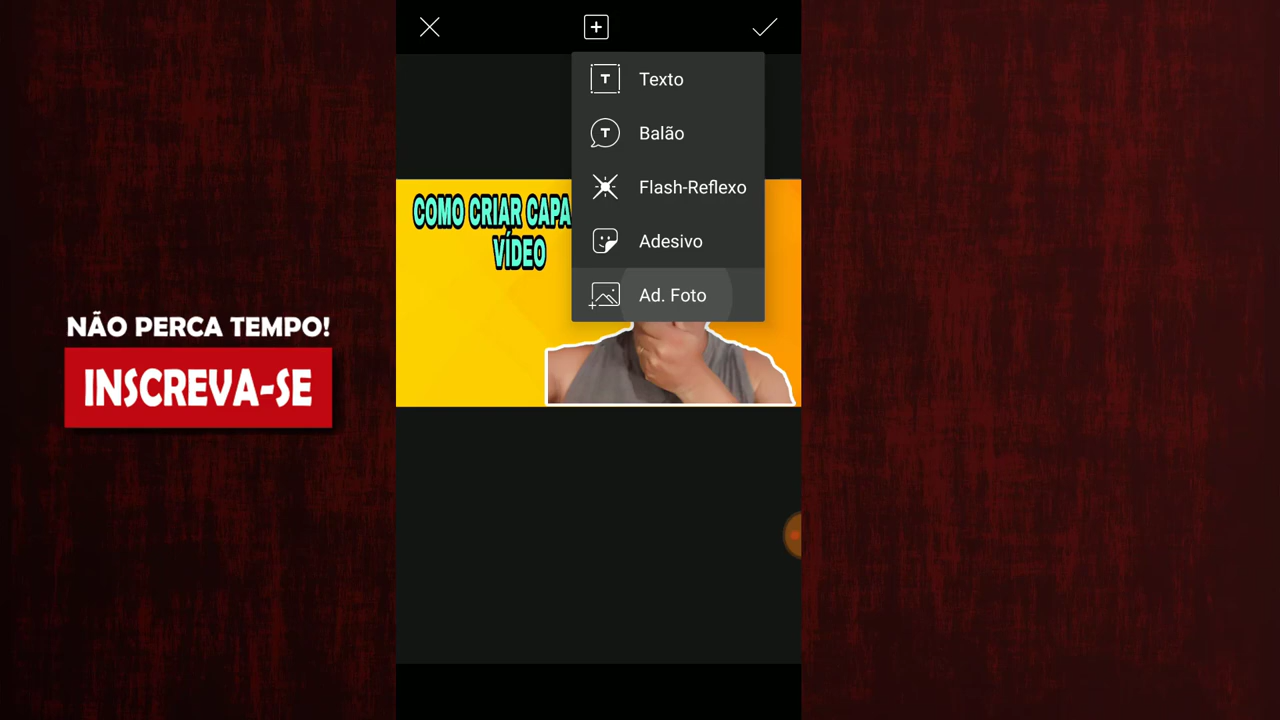 Texto
Balão
Flash-Reflexo
Adesivo
Ad. Foto
COMO CRIAR CAPA
VÍDEO
NÃO PERCA TEMPO!
INSCREVA-SE